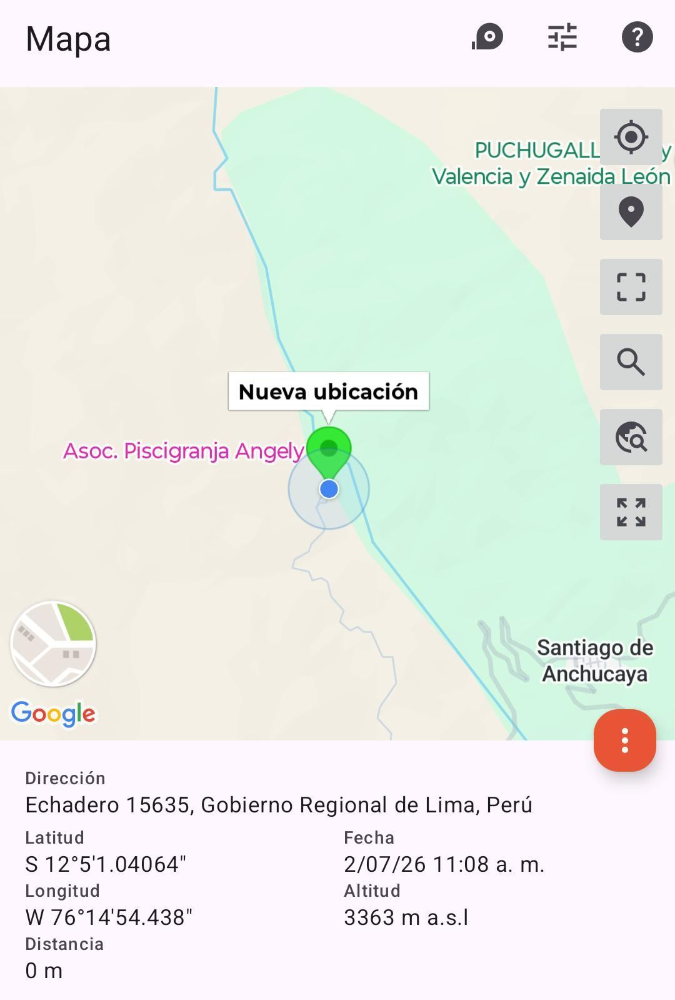 Mapa
PUCHUGALL y
Valencia y Zenaida León
Nueva ubicación
Asoc. Piscigranja Angely
Santiago de
Anchucaya
Google
Dirección
Echadero 15635, Gobierno Regional de Lima, Perú
Latitud
S 12°5'1.04064"
Fecha
2/07/26 11:08 a. m.
Longitud
W 76°14'54.438"
Altitud
3363 m a.s.l
Distancia
0 m